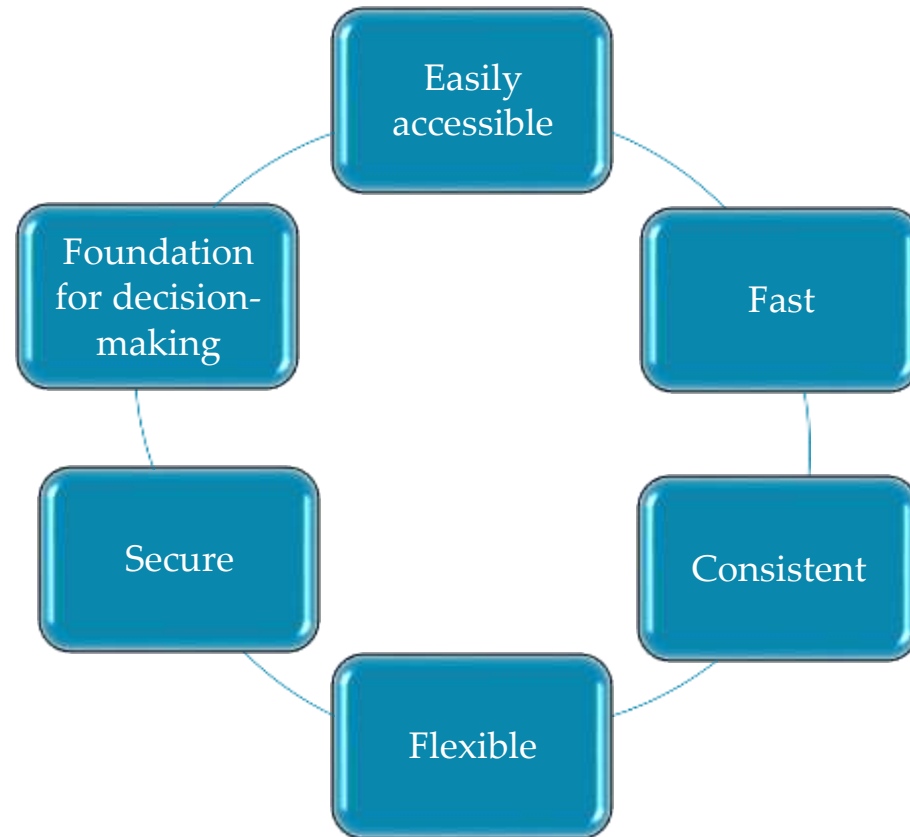 Easily
accessible
Fast
Consistent
Flexible
Secure
Foundation
for decision-
making